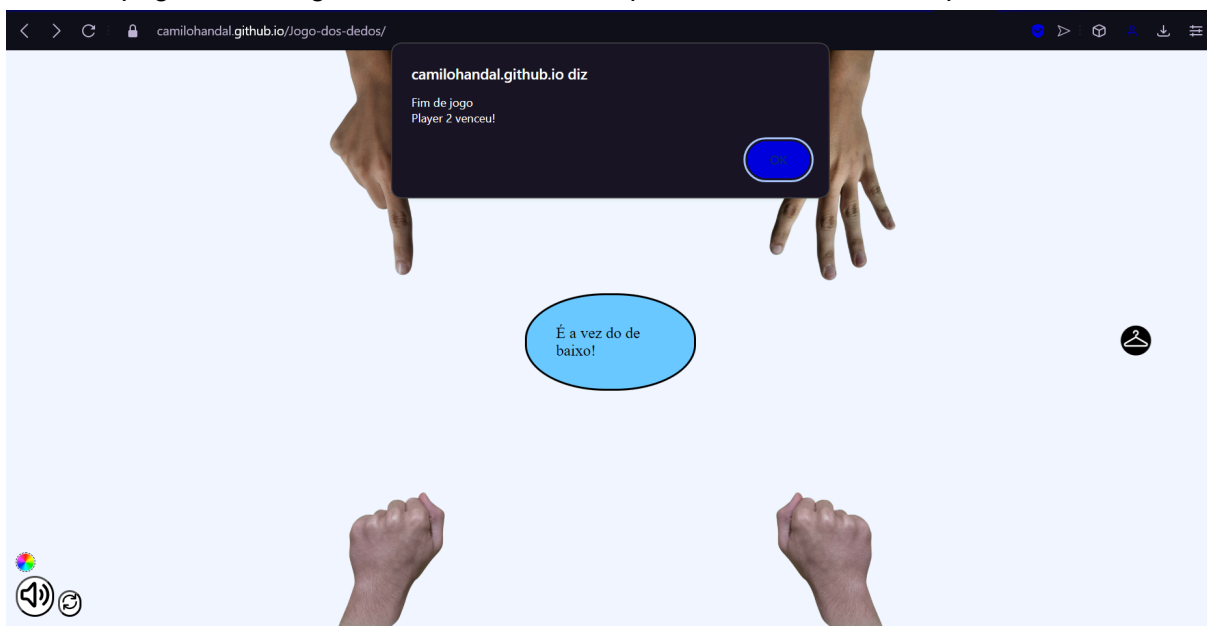 camilohandal.github.io/Jogo-dos-dedos/
camilohandal.github.io diz
Fim de jogo
Player 2 venceu!
OK
É a vez do de
baixo!